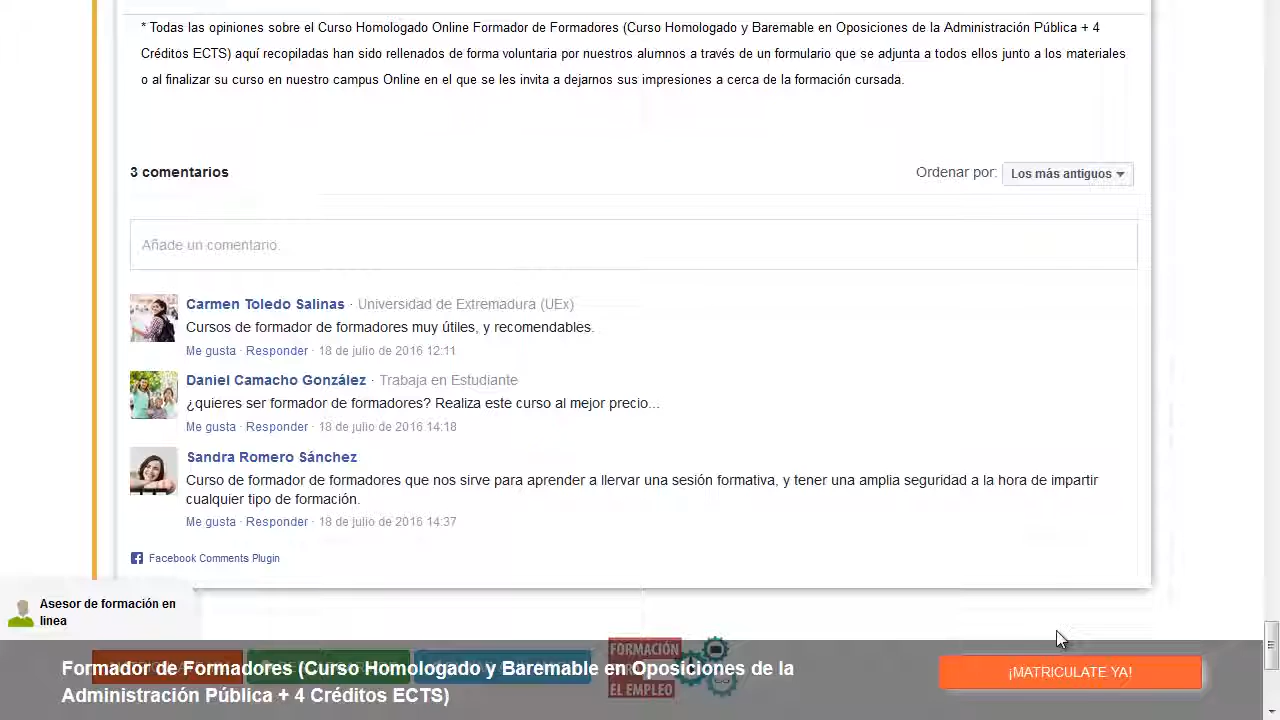 * Todas las opiniones sobre el Curso Homologado Online Formador de Formadores (Curso Homologado y Baremable en Oposiciones de la Administración Pública + 4
Créditos ECTS) aquí recopiladas han sido rellenados de forma voluntaria por nuestros alumnos a través de un formulario que se adjunta a todos ellos junto a los materiales
o al finalizar su curso en nuestro campus Online en el que se les invita a dejarnos sus impresiones a cerca de la formación cursada.
3 comentarios
Ordenar por: Los más antiguos
Añade un comentario.
Carmen Toledo Salinas · Universidad de Extremadura (UEx)
Cursos de formador de formadores muy útiles, y recomendables.
Me gusta · Responder · 18 de julio de 2016 12:11
Daniel Camacho González · Trabaja en Estudiante
¿quieres ser formador de formadores? Realiza este curso al mejor precio...
Me gusta · Responder · 18 de julio de 2016 14:18
Sandra Romero Sánchez
Curso de formador de formadores que nos sirve para aprender a llervar una sesión formativa, y tener una amplia seguridad a la hora de impartir
cualquier tipo de formación.
Me gusta · Responder · 18 de julio de 2016 14:37
Facebook Comments Plugin
Asesor de formación en
linea
FORMACIÓN
EL EMPLEO
Formador de Formadores (Curso Homologado y Baremable en Oposiciones de la
Administración Pública + 4 Créditos ECTS)
¡MATRICULATE YA!